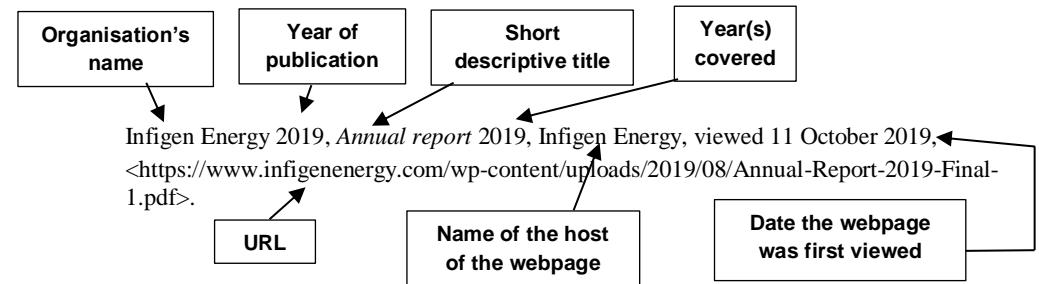 Organisation's
name
Year of
publication
Short
descriptive title
Year(s)
covered
Infigen Energy 2019, Annual report 2019, Infigen Energy, viewed 11 October 2019,
<https://www.infigenenergy.com/wp-content/uploads/2019/08/Annual-Report-2019-Final-
1.pdf>.
URL
Name of the host
of the webpage
Date the webpage
was first viewed